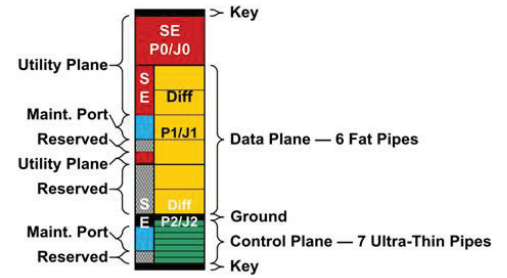 Key
SE
P0/J0
Utility Plane
S
E
Diff
Maint. Port
P1/J1
Reserved
Data Plane — 6 Fat Pipes
Utility Plane
Reserved
S
Diff
E
P2/J2
Ground
Maint. Port
Control Plane — 7 Ultra-Thin Pipes
Reserved
Key